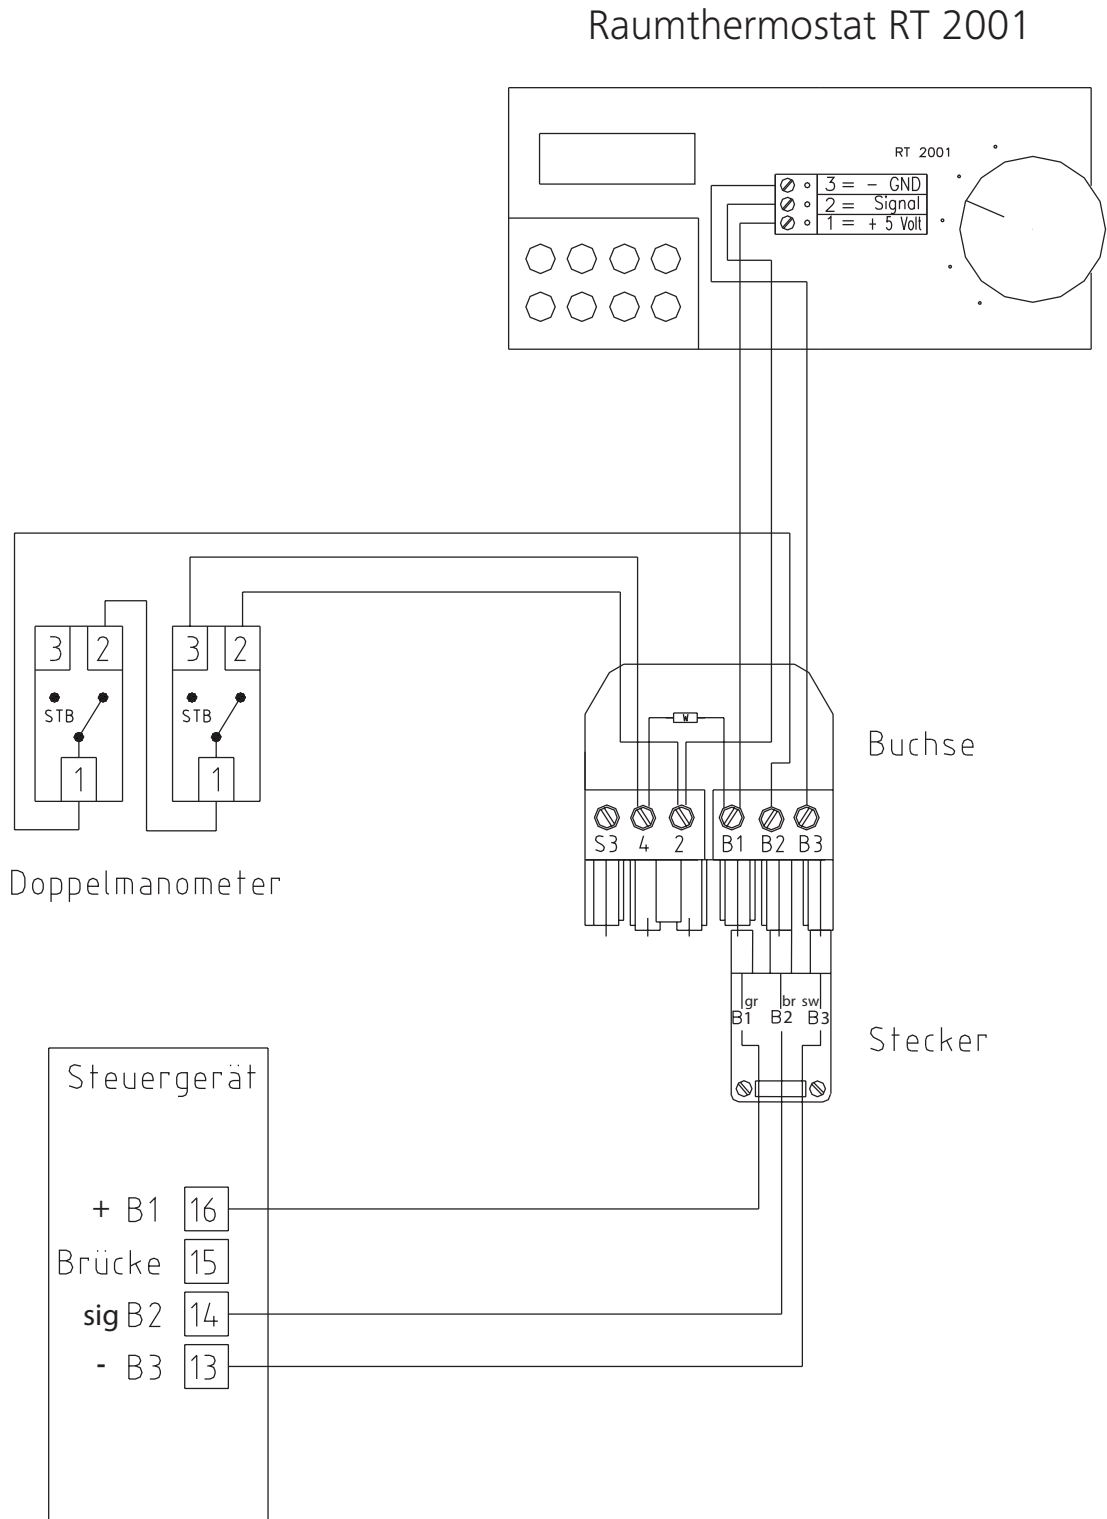 Raumthermostat RT 2001
RT 2001
3 = - GND
2 = Signal
1 = + 5 Volt
3 2
3 2
STB
STB
1
1
W
Buchse
S3 4 2 B1 B2 B3
Doppelmanometer
gr br sw
B1 B2 B3
Stecker
Steuergerät
+ B1 16
Brücke 15
sig B2 14
- B3 13